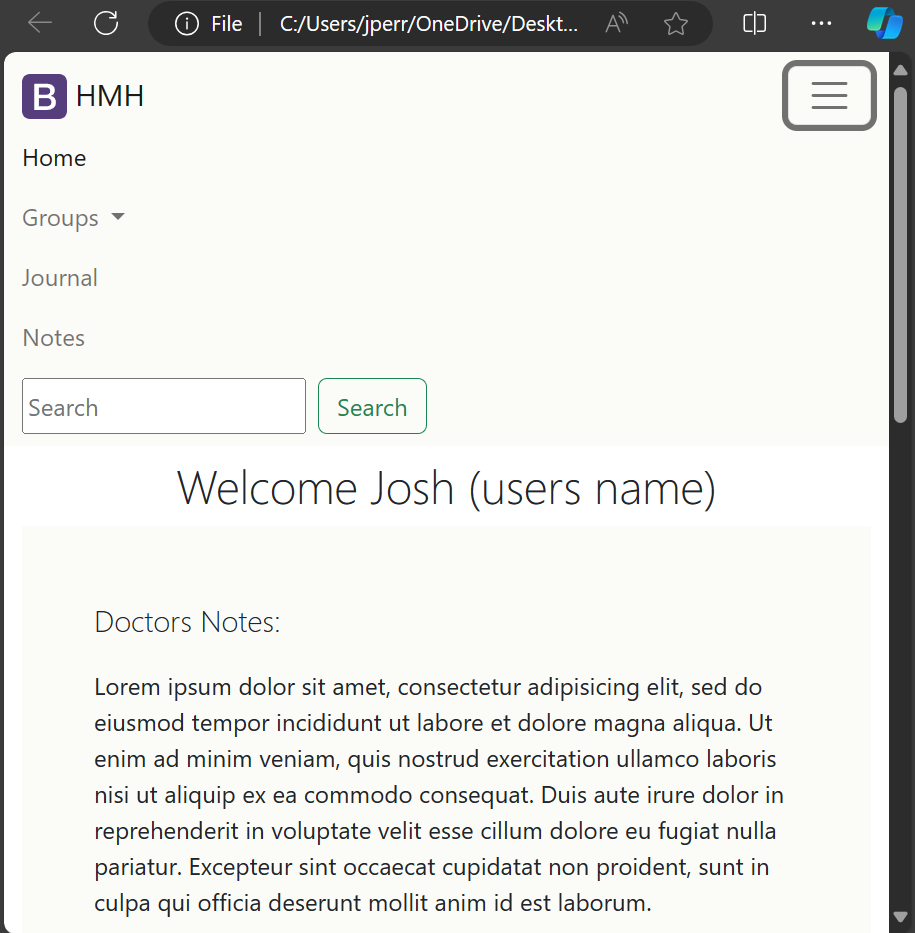 File C:/Users/jperr/OneDrive/Deskt...
B HMH
Home
Groups
Journal
Notes
Search Search
Welcome Josh (users name)
Doctors Notes:
Lorem ipsum dolor sit amet, consectetur adipisicing elit, sed do
eiusmod tempor incididunt ut labore et dolore magna aliqua. Ut
enim ad minim veniam, quis nostrud exercitation ullamco laboris
nisi ut aliquip ex ea commodo consequat. Duis aute irure dolor in
reprehenderit in voluptate velit esse cillum dolore eu fugiat nulla
pariatur. Excepteur sint occaecat cupidatat non proident, sunt in
culpa qui officia deserunt mollit anim id est laborum.